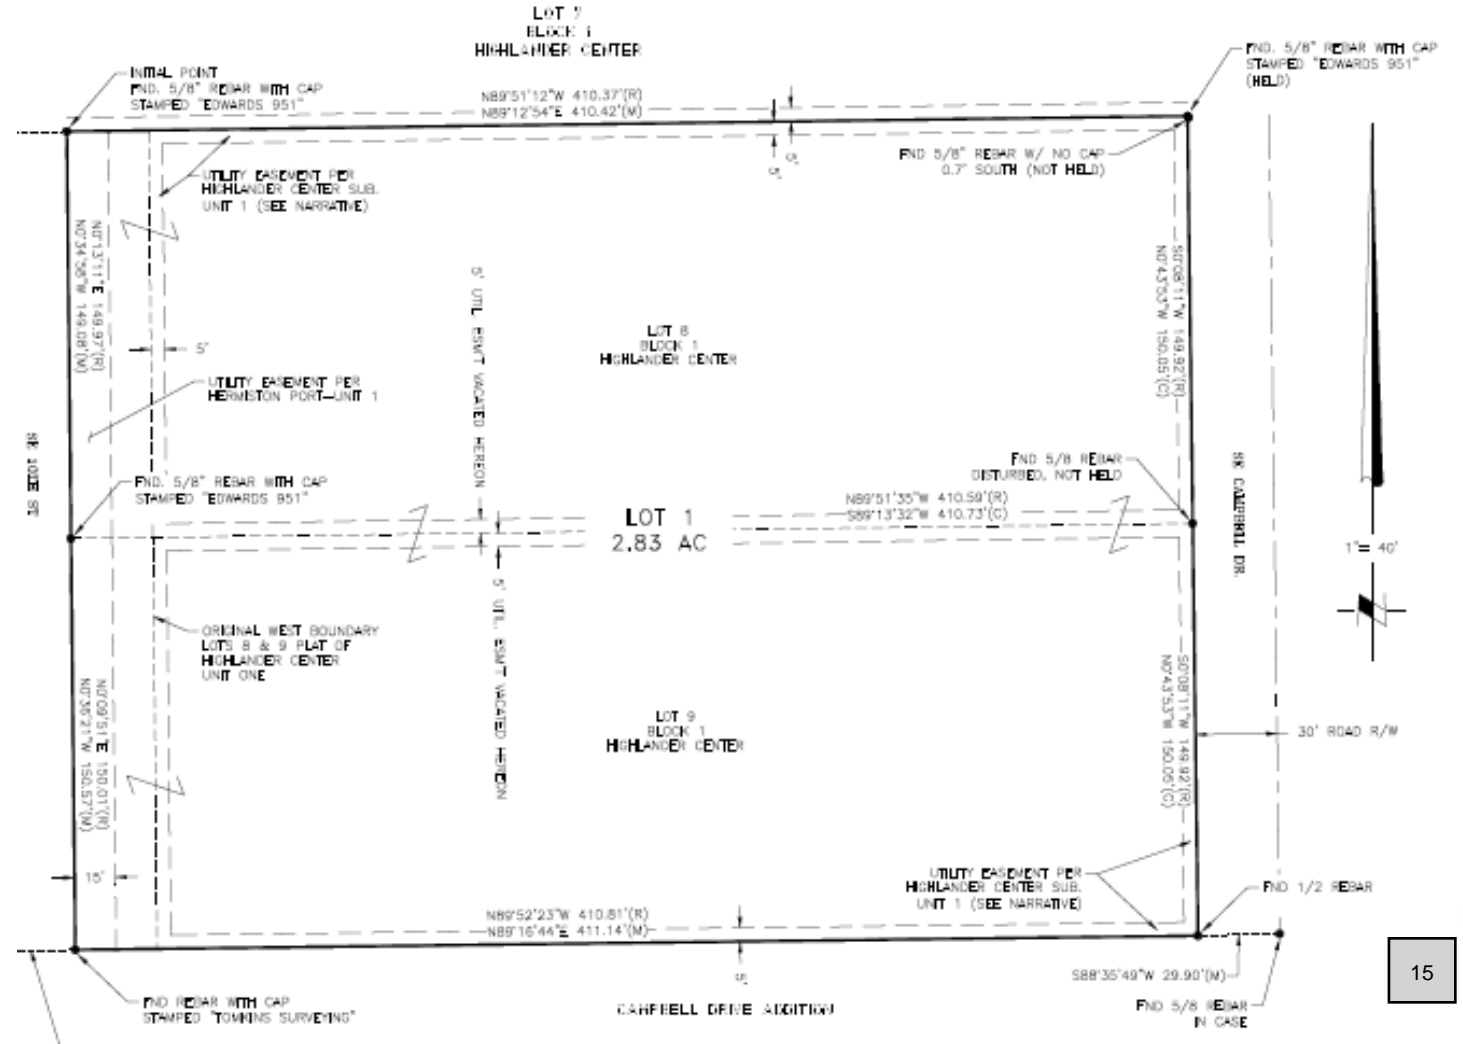 LOT 7
BLOCK 1
HIGHLANDER CENTER
FND. 5/8" REBAR WITH CAP
STAMPED "EDWARDS 951"
(HELD)
INITIAL POINT
FND. 5/8" REBAR WITH CAP
STAMPED "EDWARDS 951"
N89°51'12"W 410.37'(R)
N89°12'54"E 410.42'(M)
5'
5'
FND 5/8" REBAR W/ NO CAP
0.7' SOUTH (NOT HELD)
UTILITY EASEMENT PER
HIGHLANDER CENTER SUB.
UNIT 1 (SEE NARRATIVE)
N0°13'11"E 149.97'(R)
N0°34'58"W 149.08'(M)
5' UTIL ESMT VACATED HEREON
S0°08'11"W 149.92'(R)
N0°43'53"W 150.05'(C)
LOT 8
BLOCK 1
HIGHLANDER CENTER
5'
UTILITY EASEMENT PER
HERMISTON PORT-UNIT 1
SE 10TH ST
FND. 5/8" REBAR WITH CAP
STAMPED "EDWARDS 951"
FND 5/8 REBAR
DISTURBED, NOT HELD
SE CAMPBELL DR.
N89°51'35"W 410.59'(R)
S89°13'32"W 410.73'(C)
LOT 1
2.83 AC
1"= 40'
5' UTIL. ESMT VACATED HEREON
ORIGINAL WEST BOUNDARY
LOTS 8 & 9 PLAT OF
HIGHLANDER CENTER
UNIT ONE
N0°09'51"E 150.01'(R)
N0°36'21"W 150.57'(M)
S0°08'11"W 149.92'(R)
N0°43'53"W 150.06'(C)
LOT 9
BLOCK 1
HIGHLANDER CENTER
30' ROAD R/W
15'
UTILITY EASEMENT PER
HIGHLANDER CENTER SUB.
UNIT 1 (SEE NARRATIVE)
FND 1/2 REBAR
N89°52'23"W 410.81'(R)
N89°16'44"E 411.14'(M)
5'
S88°35'49"W 29.90'(M)
FND REBAR WITH CAP
STAMPED "TOMKINS SURVEYING"
CAMPBELL DRIVE ADDITION
FND 5/8 REBAR
IN CASE
15